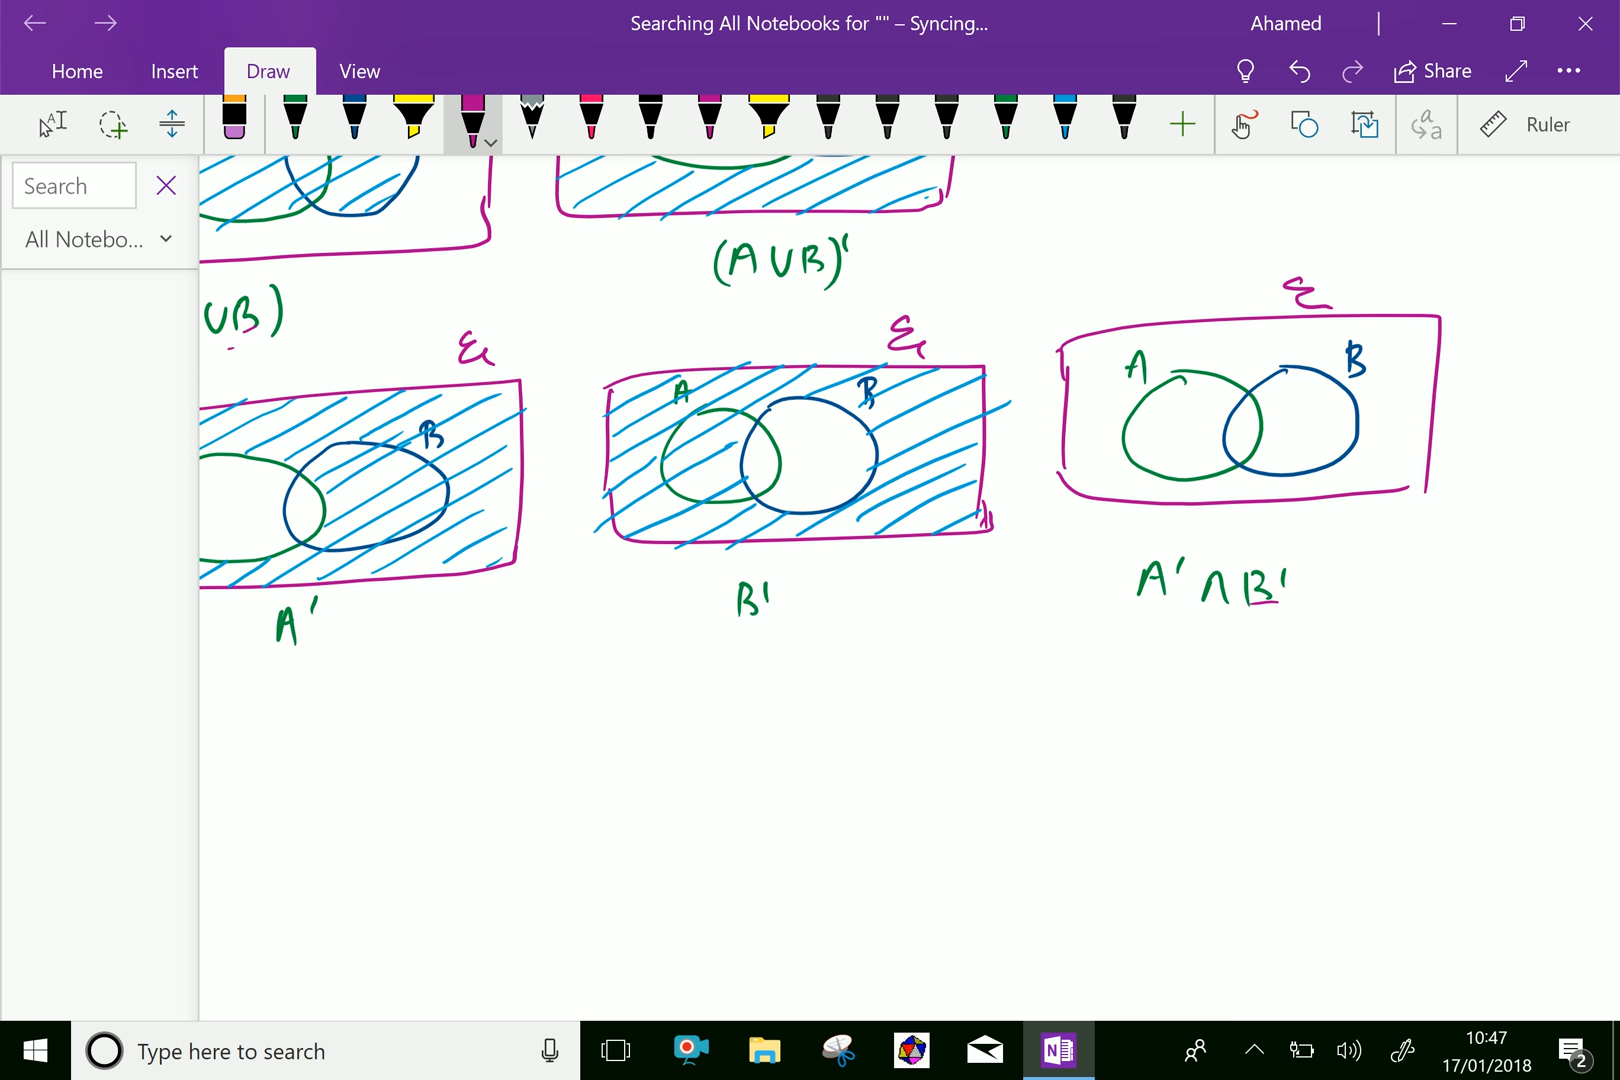 Searching All Notebooks for "" – Syncing...
Ahamed
Home Insert Draw View
Share
Ruler
Search
All Notebo...
(A ∪ B)'
∪B)
ξ ξ ξ
A B
B A B
A' B' A' ∩ B'
Type here to search
10:47
17/01/2018
2